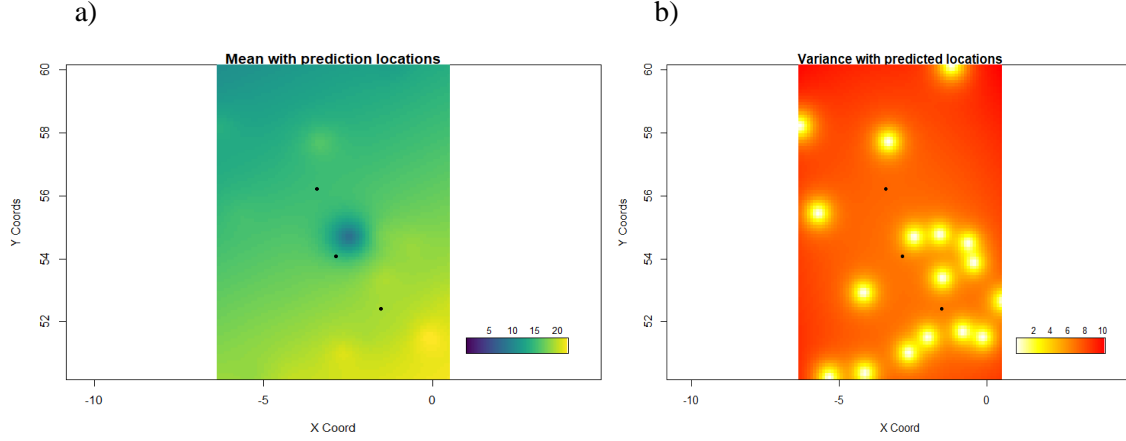 a)
Mean with prediction locations
60
58
56
54
52
Y Coords
5 10 15 20
-10 -5 0
X Coord
b)
Variance with predicted locations
60
58
56
54
52
Y Coords
2 4 6 8 10
-10 -5 0
X Coord